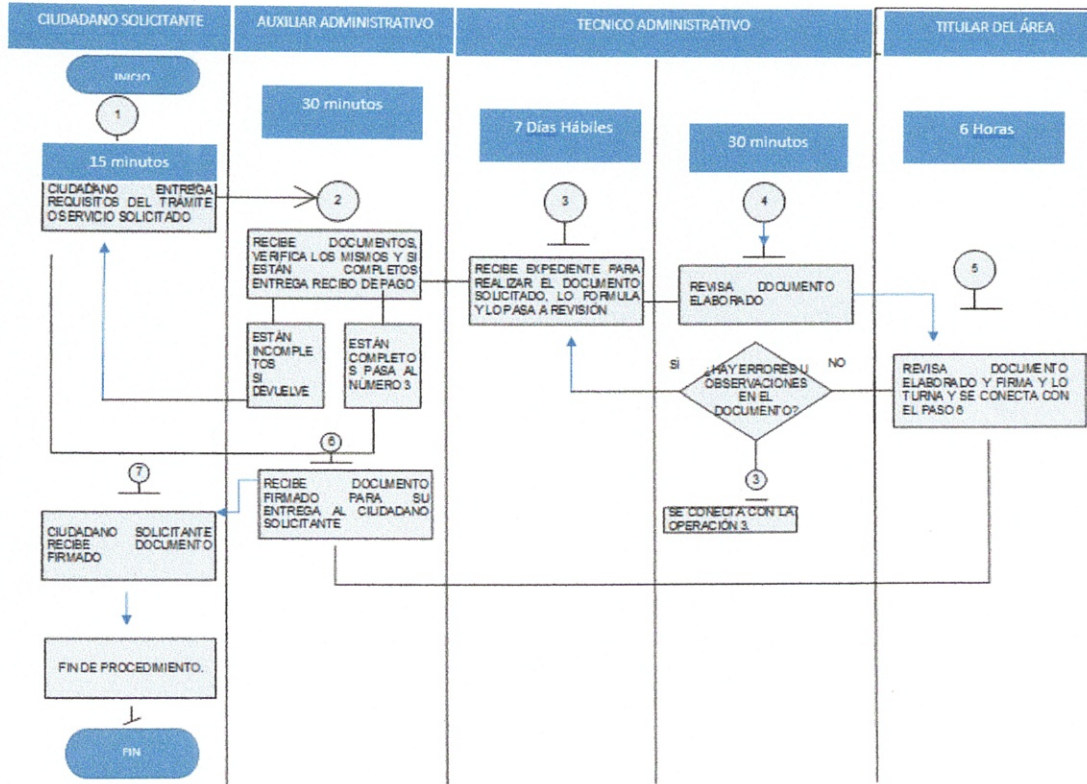 CIUDADANO SOLICITANTE
AUXILIAR ADMINISTRATIVO
TECNICO ADMINISTRATIVO
TITULAR DEL ÁREA
INICIO
1
15 minutos
CIUDADANO ENTREGA
REQUISITOS DEL TRÁMITE
O SERVICIO SOLICITADO
30 minutos
2
RECIBE DOCUMENTOS,
VERIFICA LOS MISMOS Y SI
ESTÁN COMPLETOS
ENTREGA RECIBO DE PAGO
ESTÁN
INCOMPLE
TOS
SI
DEVUELVE
ESTÁN
COMPLETO
S PASA AL
NÚMERO 3
7 Días Hábiles
3
RECIBE EXPEDIENTE PARA
REALIZAR EL DOCUMENTO
SOLICITADO, LO FORMULA
Y LO PASA A REVISIÓN
30 minutos
4
REVISA DOCUMENTO
ELABORADO
SÍ
¿HAY ERRORES U
OBSERVACIONES
EN EL
DOCUMENTO?
NO
3
SE CONECTA CON LA
OPERACIÓN 3.
6 Horas
5
REVISA DOCUMENTO
ELABORADO Y FIRMA Y LO
TURNA Y SE CONECTA CON
EL PASO 6
6
RECIBE DOCUMENTO
FIRMADO PARA SU
ENTREGA AL CIUDADANO
SOLICITANTE
7
CIUDADANO SOLICITANTE
RECIBE DOCUMENTO
FIRMADO
FIN DE PROCEDIMIENTO.
FIN